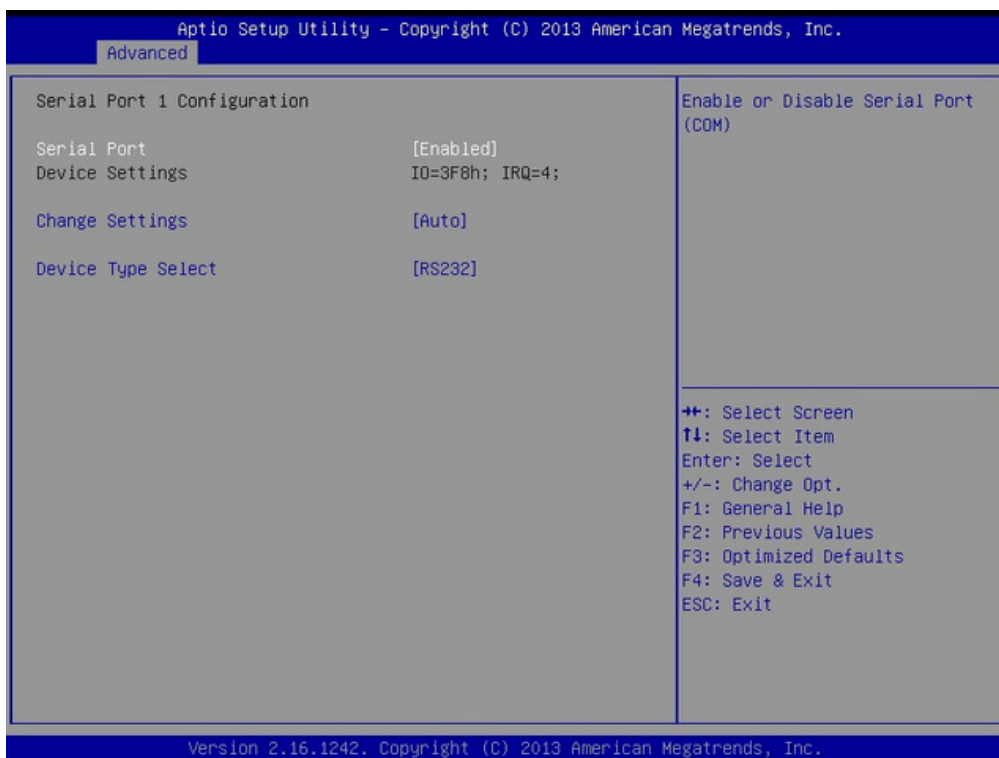 Aptio Setup Utility – Copyright (C) 2013 American Megatrends, Inc.
Advanced
Serial Port 1 Configuration
Serial Port [Enabled]
Device Settings IO=3F8h; IRQ=4;
Change Settings [Auto]
Device Type Select [RS232]
Enable or Disable Serial Port
(COM)
→←: Select Screen
↑↓: Select Item
Enter: Select
+/-: Change Opt.
F1: General Help
F2: Previous Values
F3: Optimized Defaults
F4: Save & Exit
ESC: Exit
Version 2.16.1242. Copyright (C) 2013 American Megatrends, Inc.